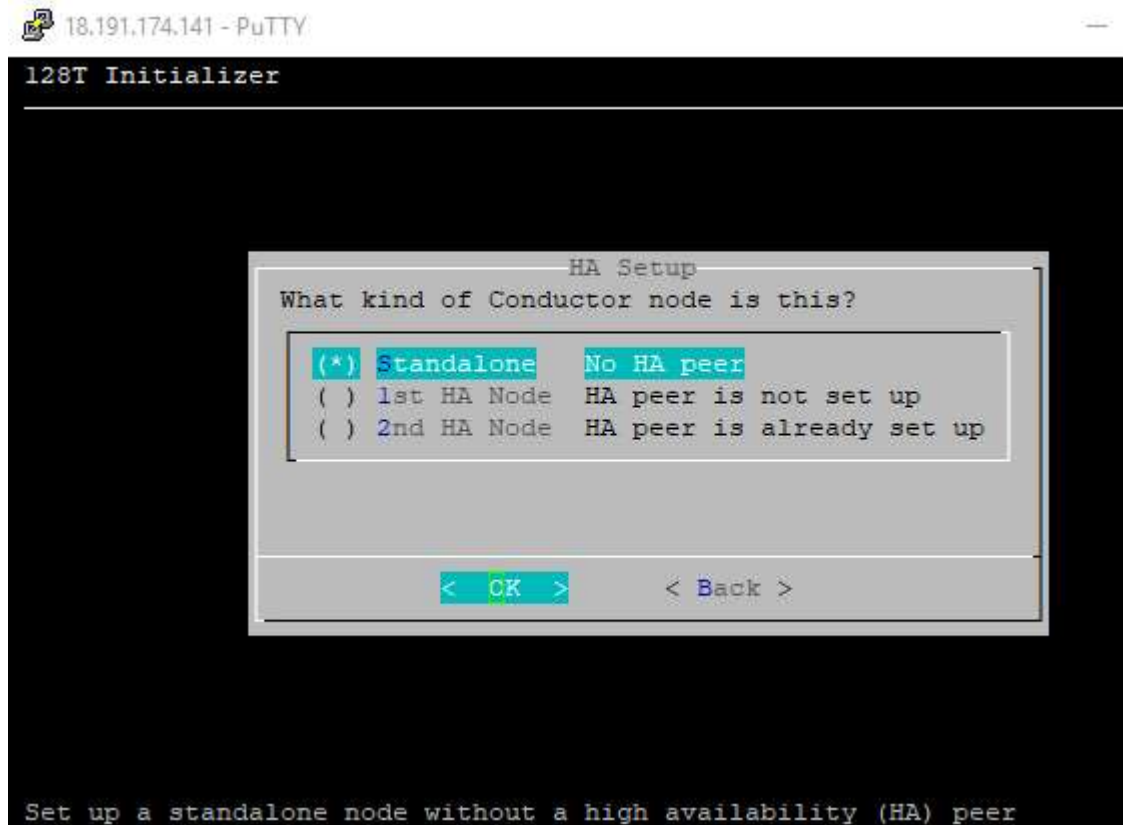 18.191.174.141 - PuTTY
128T Initializer
HA Setup
What kind of Conductor node is this?
(*) Standalone No HA peer
( ) 1st HA Node HA peer is not set up
( ) 2nd HA Node HA peer is already set up
< OK > < Back >
Set up a standalone node without a high availability (HA) peer